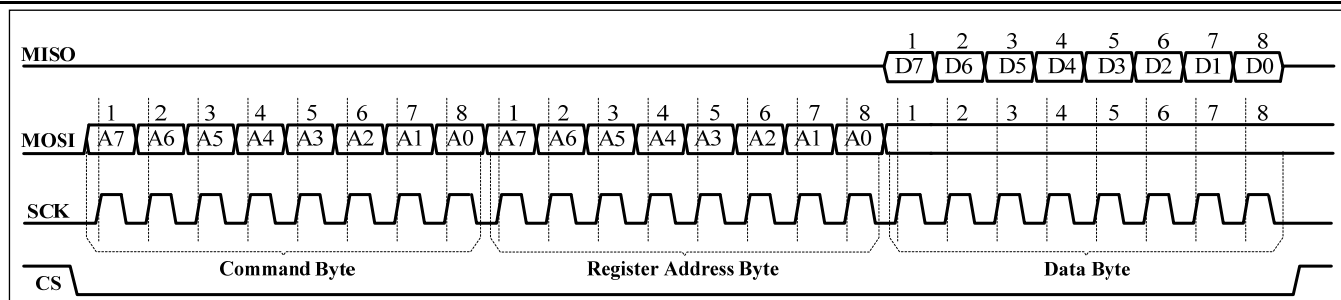 1 2 3 4 5 6 7 8
MISO D7 D6 D5 D4 D3 D2 D1 D0
1 2 3 4 5 6 7 8 1 2 3 4 5 6 7 8 1 2 3 4 5 6 7 8
MOSI A7 A6 A5 A4 A3 A2 A1 A0 A7 A6 A5 A4 A3 A2 A1 A0
SCK
Command Byte Register Address Byte Data Byte
CS